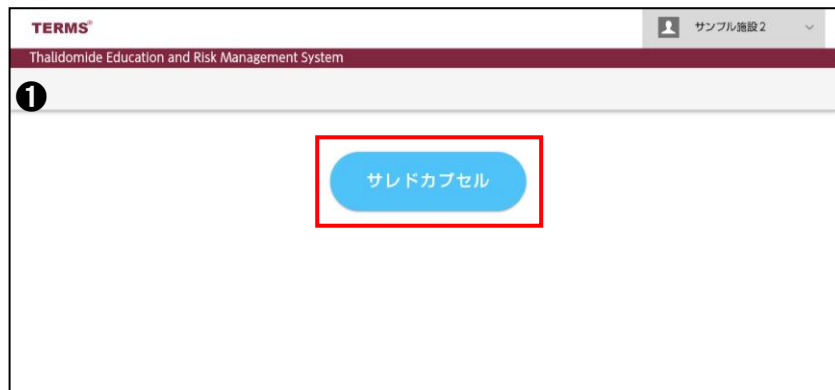 TERMS®
サンプル施設2
Thalidomide Education and Risk Management System
❶
サレドカプセル